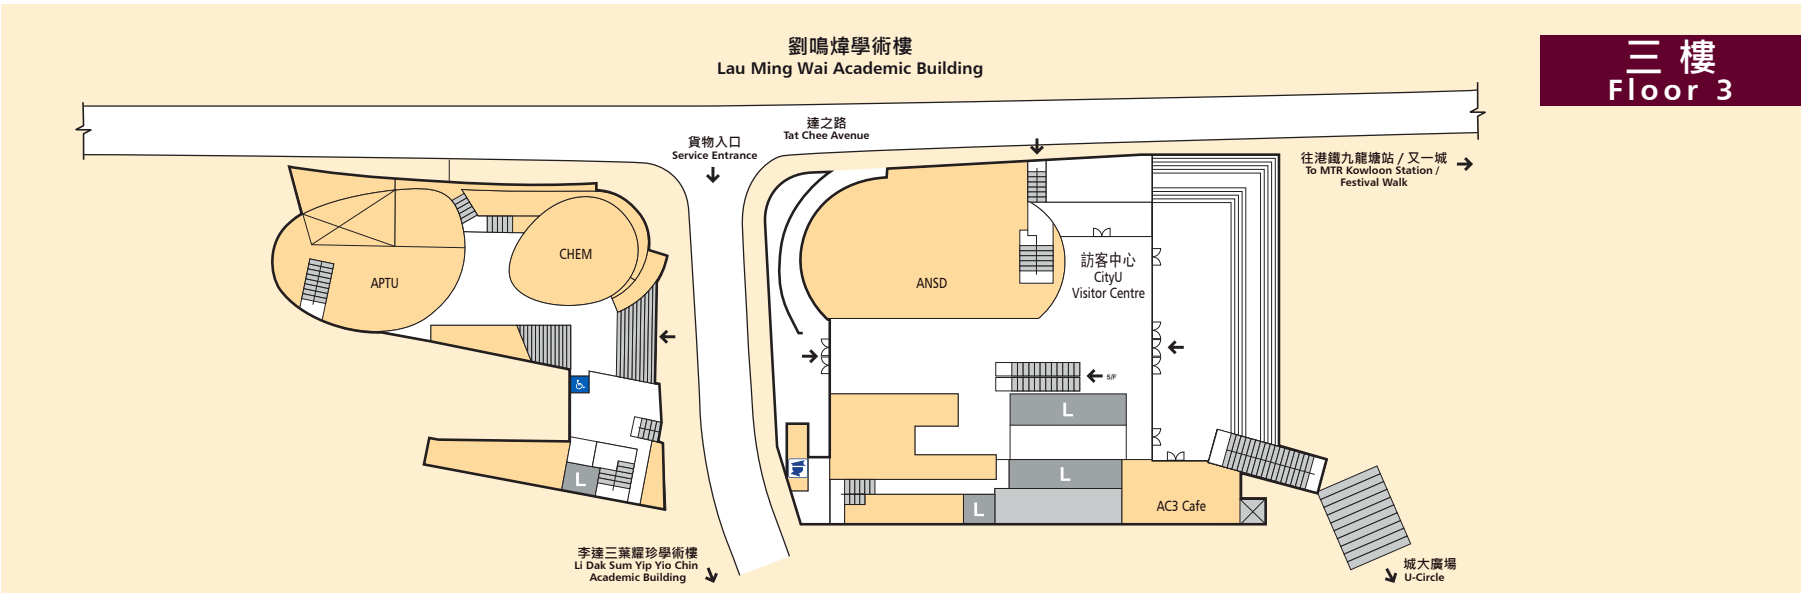 劉鳴煒學術樓
Lau Ming Wai Academic Building
三樓
Floor 3
達之路
Tat Chee Avenue
貨物入口
Service Entrance
往港鐵九龍塘站 / 又一城
To MTR Kowloon Station /
Festival Walk
APTU
CHEM
ANSD
訪客中心
CityU
Visitor Centre
5/F
L
L
L
L
AC3 Cafe
李達三葉耀珍學術樓
Li Dak Sum Yip Yio Chin
Academic Building
城大廣場
U-Circle